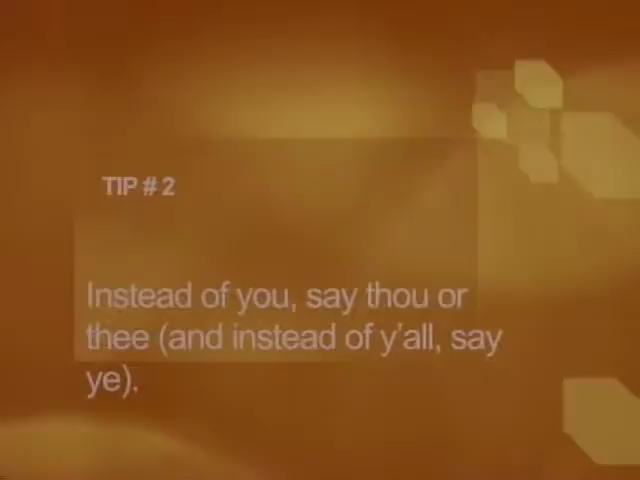 TIP # 2
Instead of you, say thou or
thee (and instead of y'all, say
ye).